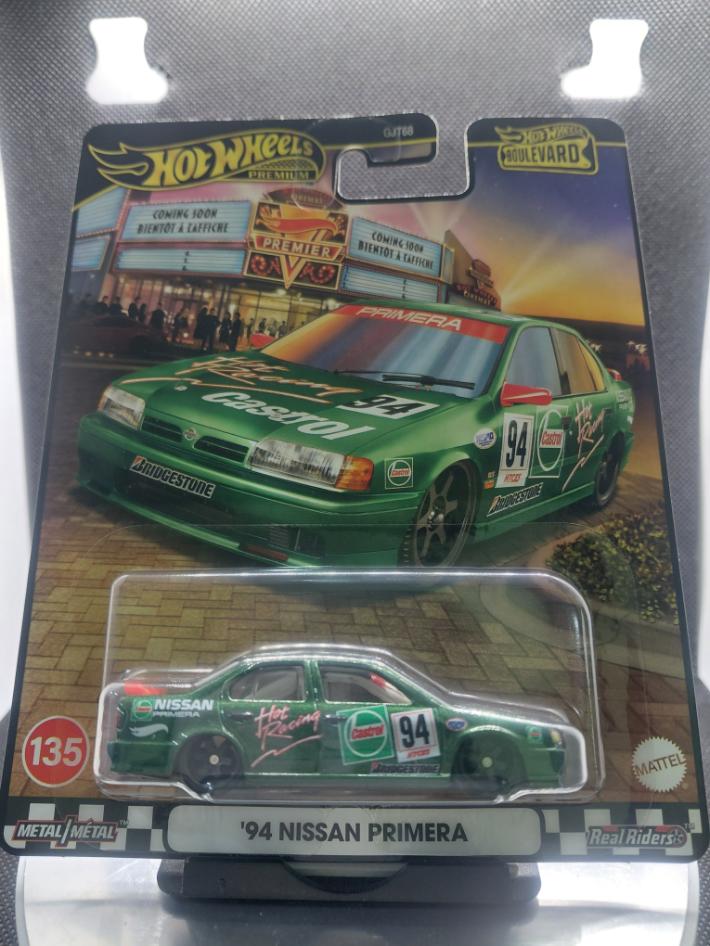 GJT68
HOT WHEELS
PREMIUM
HOT WHEELS
BOULEVARD
COMING SOON
BIENTÔT À L'AFFICHE
PREMIER
COMING SOON
BIENTÔT À L'AFFICHE
PRIMERA
Hot Racing
Castrol
94
94
Castrol
Hot Racing
Castrol
BRIDGESTONE
BRIDGESTONE
NISSAN
PRIMERA
Hot Racing
Castrol
94
BRIDGESTONE
135
MATTEL
METAL/MÉTAL™
'94 NISSAN PRIMERA
Real Riders